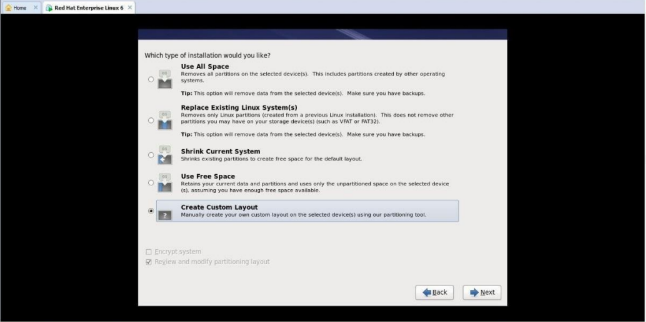 Home
Red Hat Enterprise Linux 6
Which type of installation would you like?
Use All Space
Removes all partitions on the selected device(s). This includes partitions created by other operating
systems.
Tip: This option will remove data from the selected device(s). Make sure you have backups.
Replace Existing Linux System(s)
Removes only Linux partitions (created from a previous Linux installation). This does not remove other
partitions you may have on your storage device(s) (such as VFAT or FAT32).
Tip: This option will remove data from the selected device(s). Make sure you have backups.
Shrink Current System
Shrinks existing partitions to create free space for the default layout.
Use Free Space
Retains your current data and partitions and uses only the unpartitioned space on the selected device
(s), assuming you have enough free space available.
Create Custom Layout
Manually create your own custom layout on the selected device(s) using our partitioning tool.
Encrypt system
Review and modify partitioning layout
Back
Next